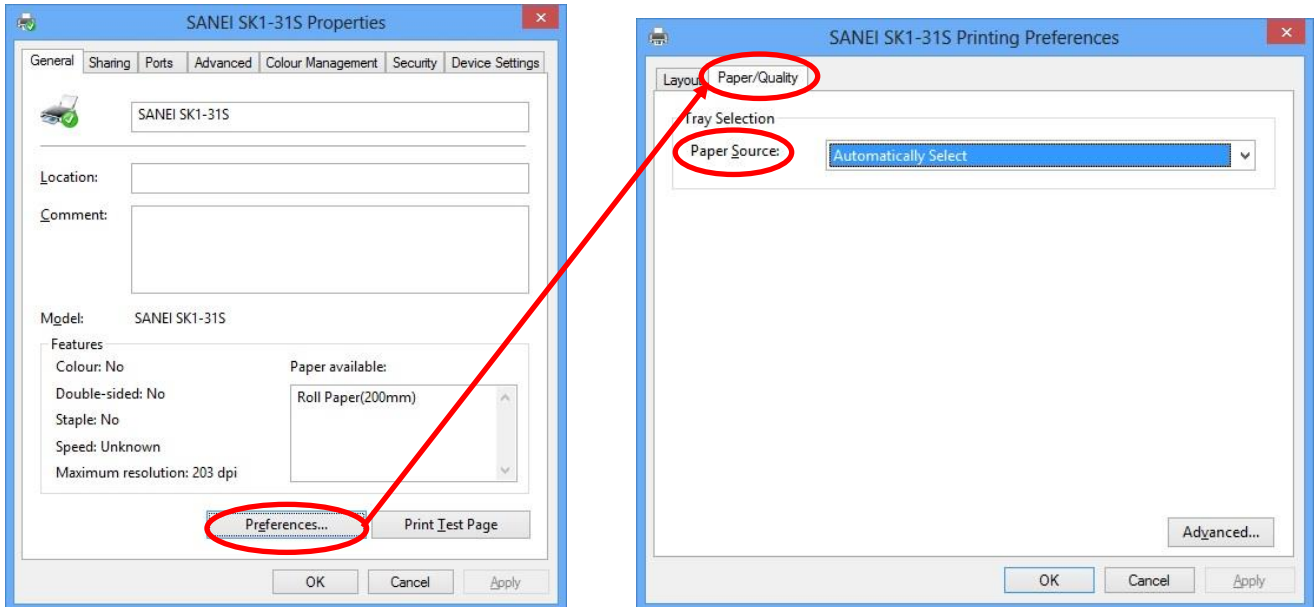 SANEI SK1-31S Properties
General Sharing Ports Advanced Colour Management Security Device Settings
SANEI SK1-31S
Location:
Comment:
Model: SANEI SK1-31S
Features
Colour: No
Double-sided: No
Staple: No
Speed: Unknown
Maximum resolution: 203 dpi
Paper available:
Roll Paper(200mm)
Preferences... Print Test Page
OK Cancel Apply
SANEI SK1-31S Printing Preferences
Layout Paper/Quality
Tray Selection
Paper Source: Automatically Select
Advanced...
OK Cancel Apply